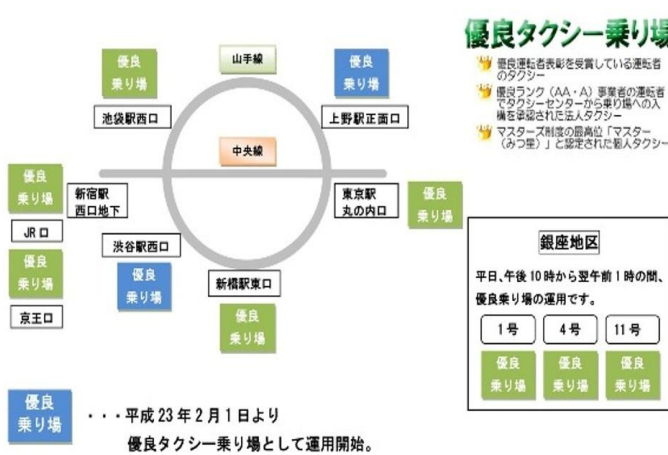 優良タクシー乗り場
優良運転者表彰を受賞している運転者
のタクシー
優良ランク（AA・A）事業者の運転者
でタクシーセンターから乗り場への入
構を承認された法人タクシー
マスターズ制度の最高位「マスター
（みつ星）」と認定された個人タクシー
優良
乗り場
池袋駅西口
山手線
優良
乗り場
上野駅正面口
中央線
優良
乗り場
JR口
新宿駅
西口地下
東京駅
丸の内口
優良
乗り場
優良
乗り場
京王口
渋谷駅西口
優良
乗り場
新橋駅東口
優良
乗り場
銀座地区
平日、午後10時から翌午前1時の間、
優良乗り場の運用です。
1号
4号
11号
優良
乗り場
優良
乗り場
優良
乗り場
優良
乗り場
・・・平成23年2月1日より
優良タクシー乗り場として運用開始。